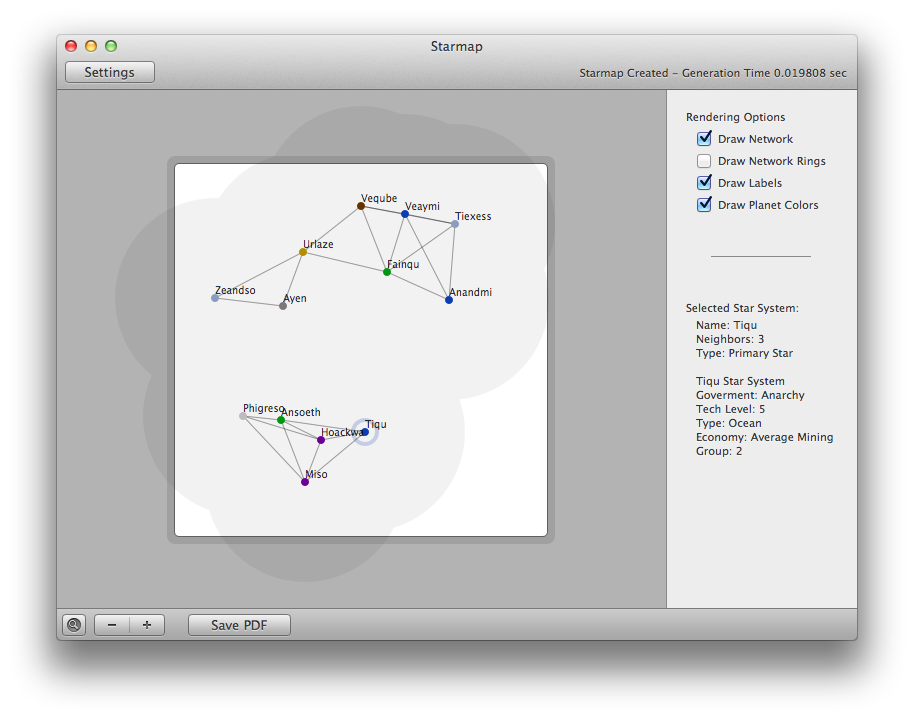 Starmap
Settings
Starmap Created – Generation Time 0.019808 sec
Rendering Options
Draw Network
Draw Network Rings
Draw Labels
Draw Planet Colors
Veqube
Veaymi
Tiexess
Urlaze
Fainqu
Zeandso
Ayen
Anandmi
Phigreso
Ansoeth
Tiqu
Hoackwa
Miso
Selected Star System:
Name: Tiqu
Neighbors: 3
Type: Primary Star
Tiqu Star System
Goverment: Anarchy
Tech Level: 5
Type: Ocean
Economy: Average Mining
Group: 2
Save PDF